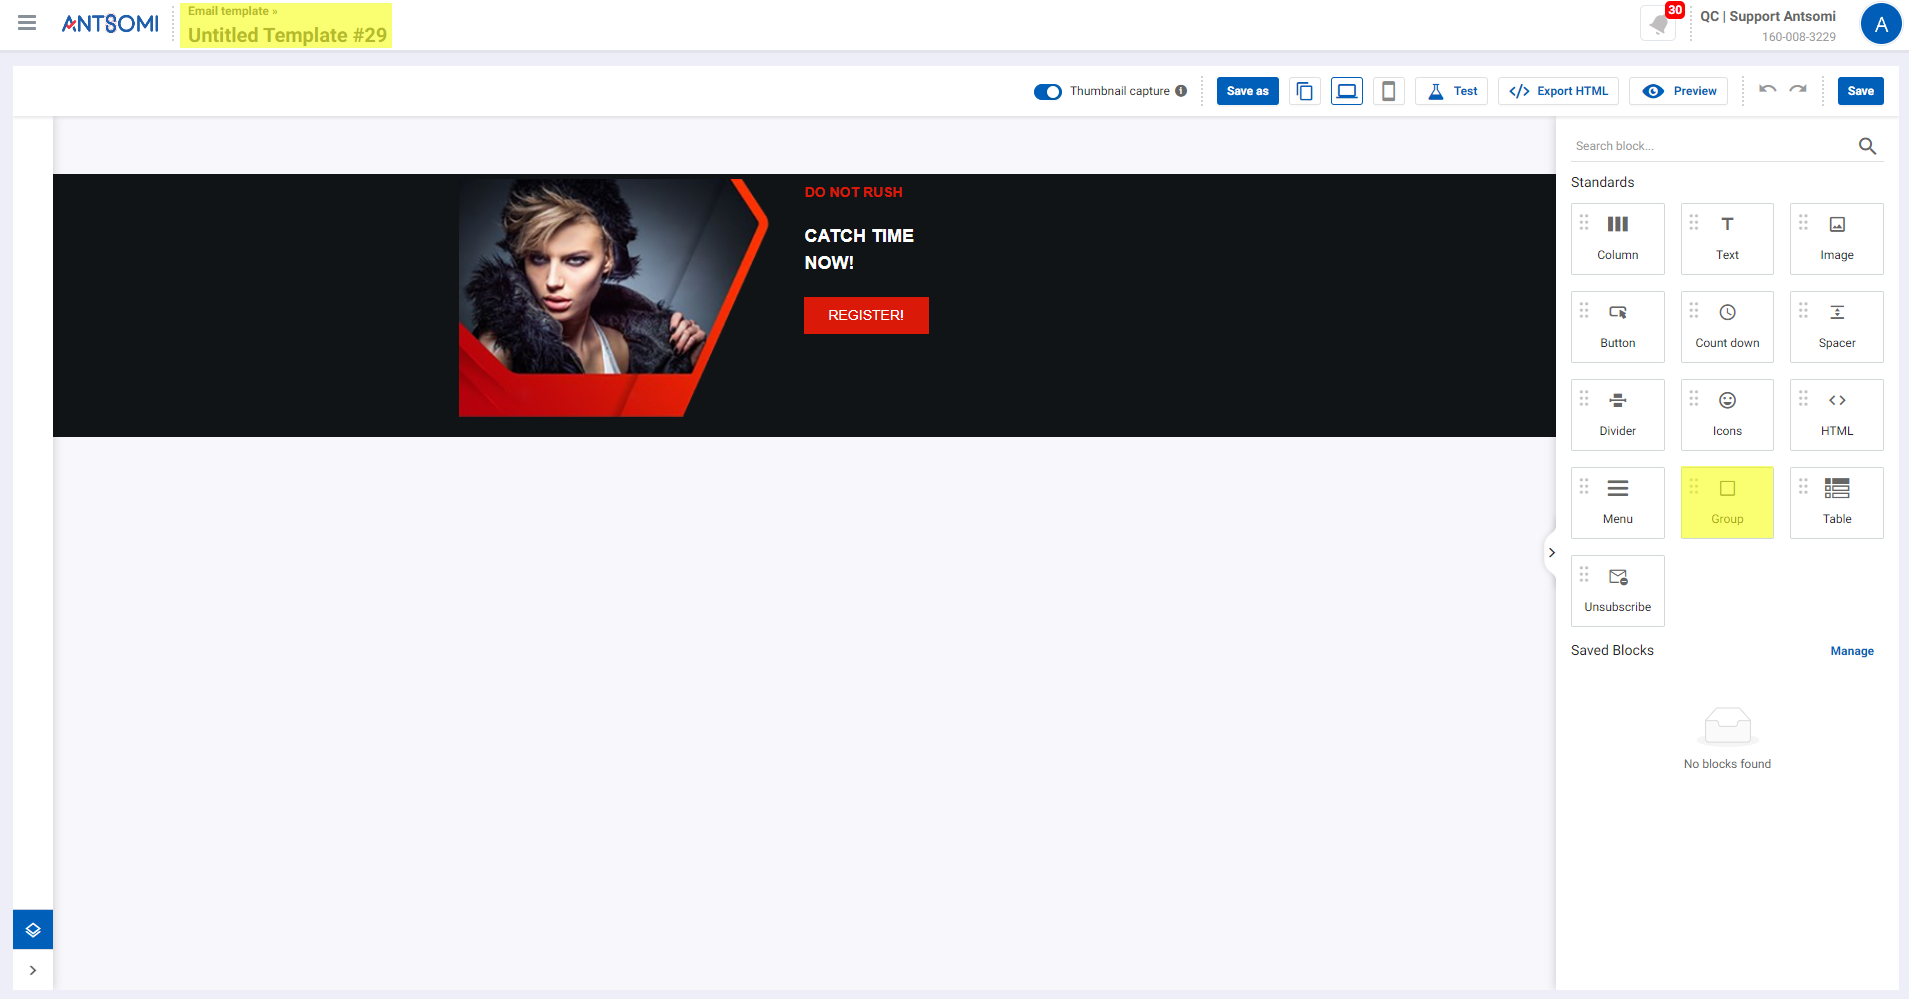 ANTSOMI
Email template »
Untitled Template #29
30
QC | Support Antsomi
160-008-3229
A
Thumbnail capture
Save as
Test
Export HTML
Preview
Save
DO NOT RUSH
CATCH TIME
NOW!
REGISTER!
Search block...
Standards
Column
Text
Image
Button
Count down
Spacer
Divider
Icons
HTML
Menu
Group
Table
Unsubscribe
Saved Blocks
Manage
No blocks found